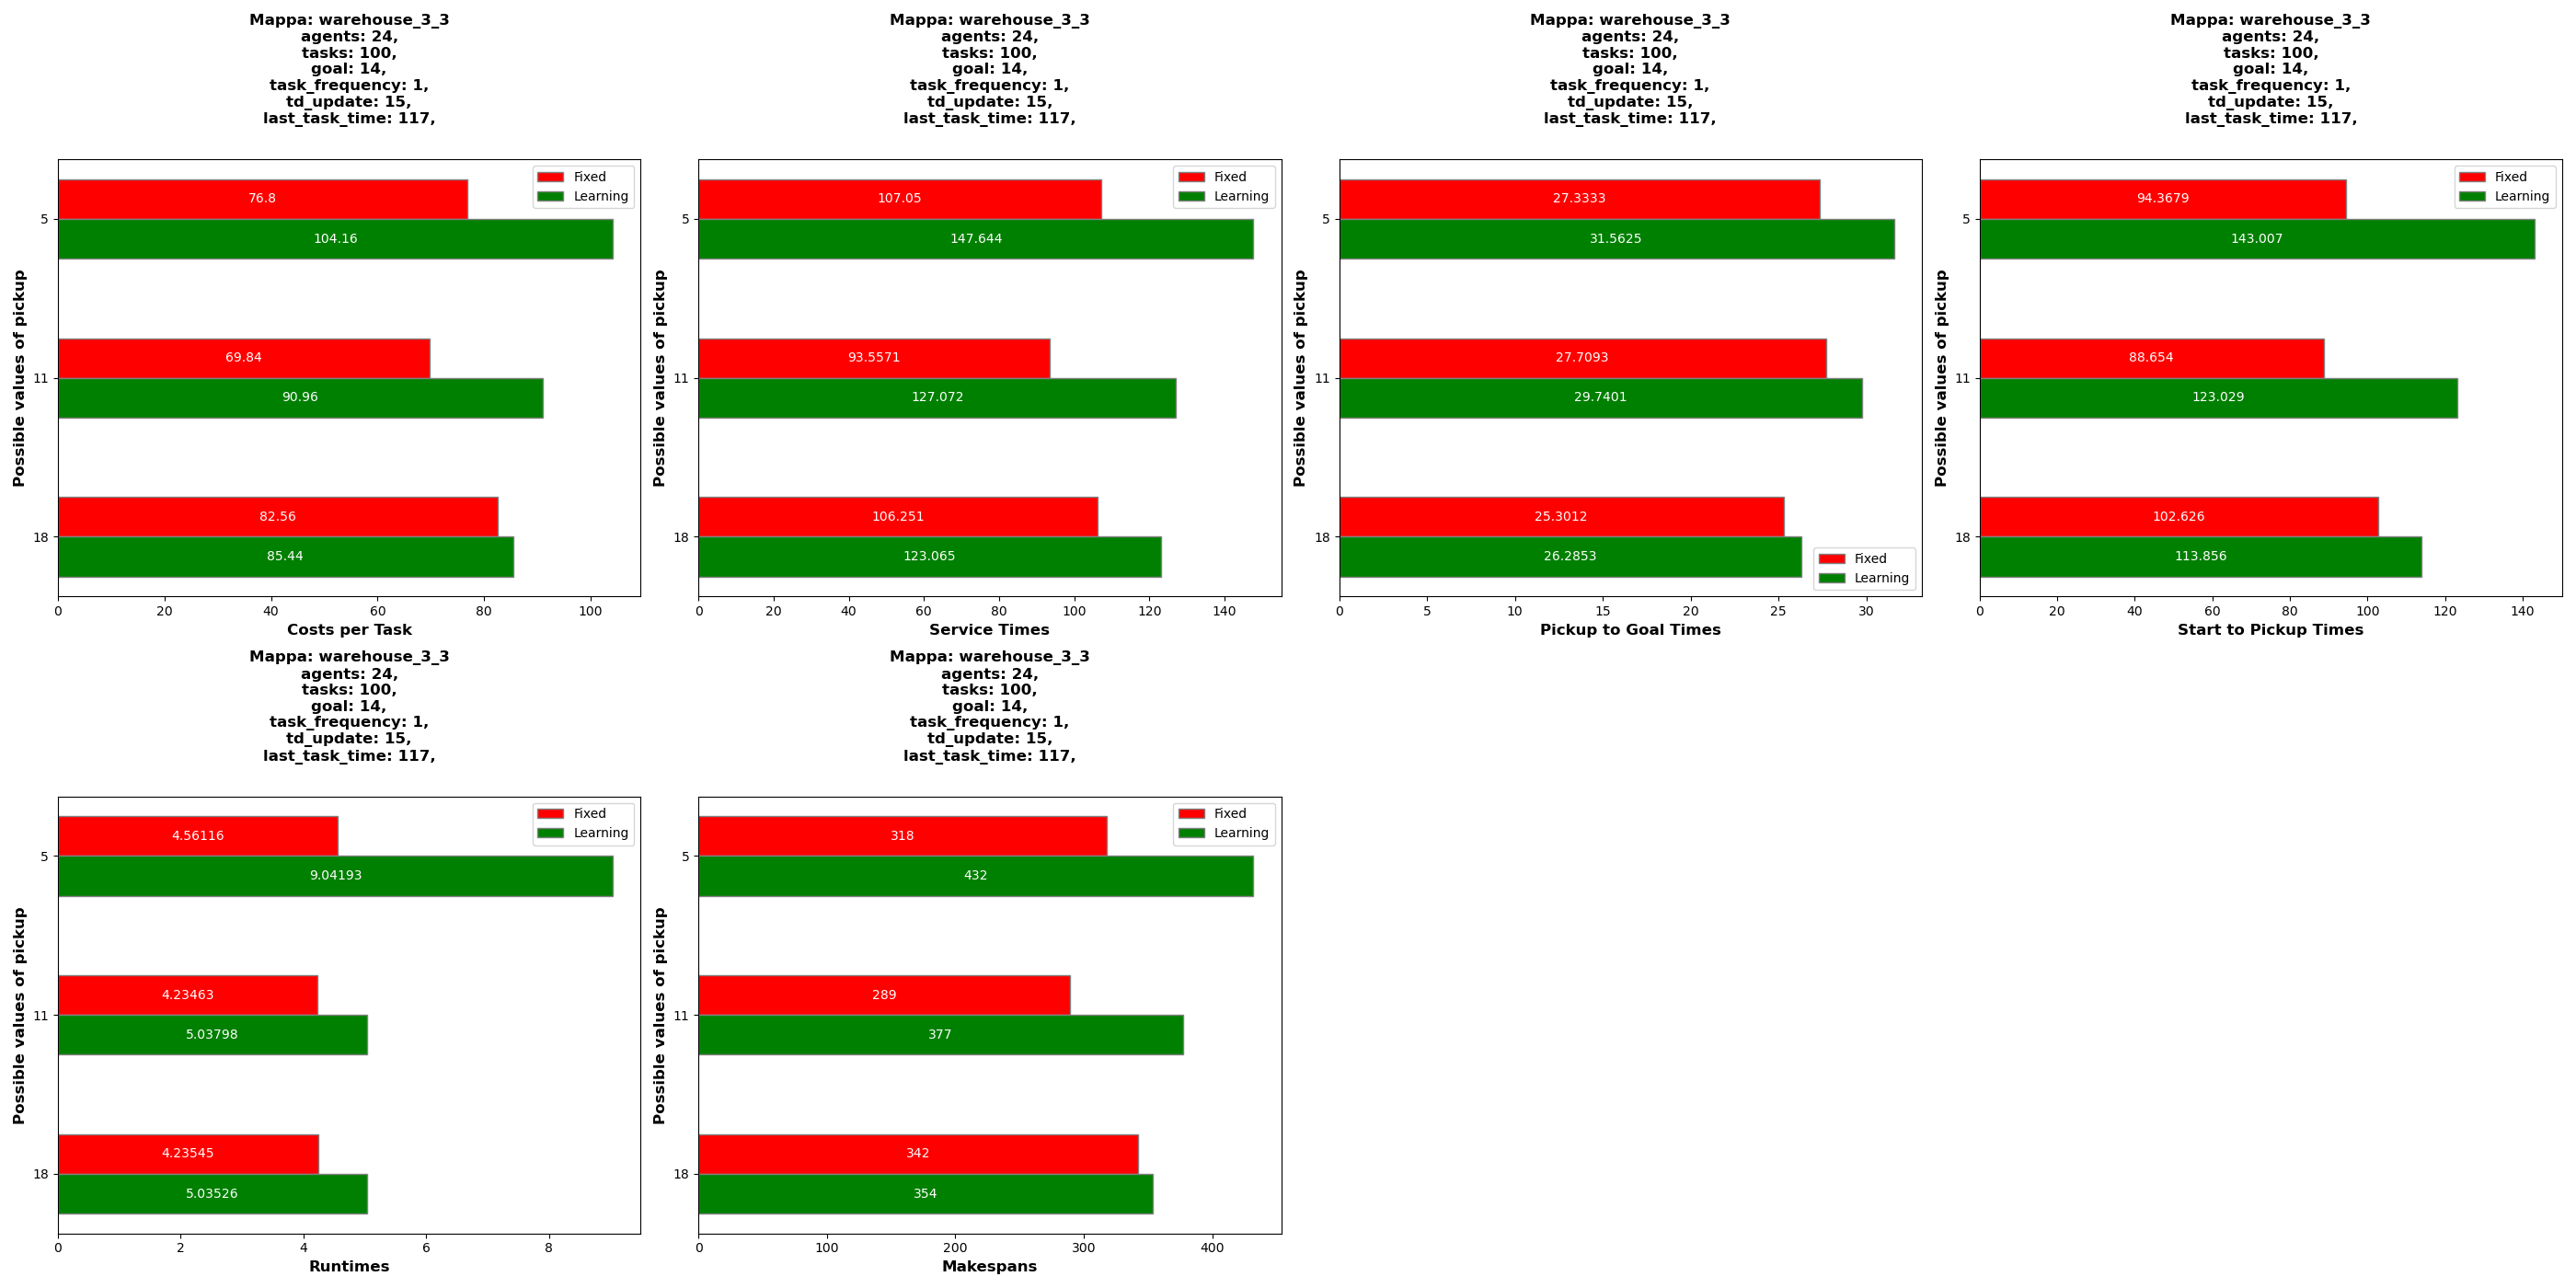 Mappa: warehouse_3_3
agents: 24,
tasks: 100,
goal: 14,
task_frequency: 1,
td_update: 15,
last_task_time: 117,
Possible values of pickup
Fixed
Learning
5
76.8
104.16
11
69.84
90.96
18
82.56
85.44
0 20 40 60 80 100
Costs per Task
Mappa: warehouse_3_3
agents: 24,
tasks: 100,
goal: 14,
task_frequency: 1,
td_update: 15,
last_task_time: 117,
Possible values of pickup
Fixed
Learning
5
107.05
147.644
11
93.5571
127.072
18
106.251
123.065
0 20 40 60 80 100 120 140
Service Times
Mappa: warehouse_3_3
agents: 24,
tasks: 100,
goal: 14,
task_frequency: 1,
td_update: 15,
last_task_time: 117,
Possible values of pickup
5
27.3333
31.5625
11
27.7093
29.7401
18
25.3012
26.2853
Fixed
Learning
0 5 10 15 20 25 30
Pickup to Goal Times
Mappa: warehouse_3_3
agents: 24,
tasks: 100,
goal: 14,
task_frequency: 1,
td_update: 15,
last_task_time: 117,
Possible values of pickup
Fixed
Learning
5
94.3679
143.007
11
88.654
123.029
18
102.626
113.856
0 20 40 60 80 100 120 140
Start to Pickup Times
Mappa: warehouse_3_3
agents: 24,
tasks: 100,
goal: 14,
task_frequency: 1,
td_update: 15,
last_task_time: 117,
Possible values of pickup
Fixed
Learning
5
4.56116
9.04193
11
4.23463
5.03798
18
4.23545
5.03526
0 2 4 6 8
Runtimes
Mappa: warehouse_3_3
agents: 24,
tasks: 100,
goal: 14,
task_frequency: 1,
td_update: 15,
last_task_time: 117,
Possible values of pickup
Fixed
Learning
5
318
432
11
289
377
18
342
354
0 100 200 300 400
Makespans